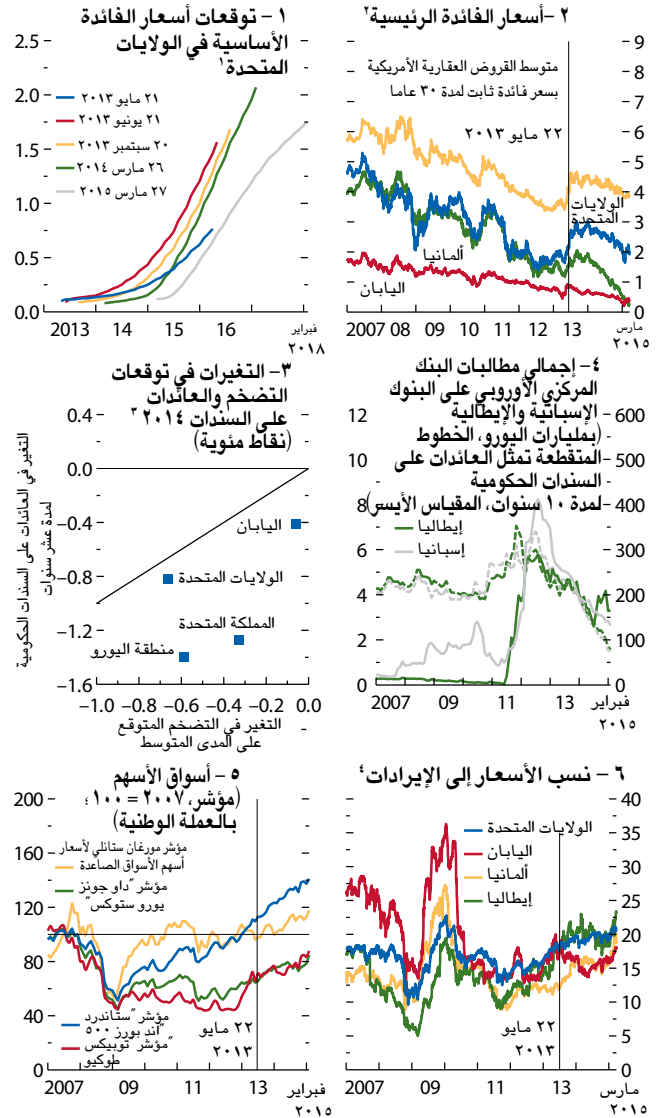 ١ – توقعات أسعار الفائدة
الأساسية في الولايات
المتحدة١
2.5
2.0
1.5
1.0
0.5
0.0
٢١ مايو ٢٠١٣
٢١ يونيو ٢٠١٣
٢٠ سبتمبر ٢٠١٣
٢٦ مارس ٢٠١٤
٢٧ مارس ٢٠١٥
2013 14 15 16 فبراير
٢٠١٨
٢ –أسعار الفائدة الرئيسية٢
متوسط القروض العقارية الأمريكية
بسعر فائدة ثابت لمدة ٣٠ عاما
٢٢ مايو ٢٠١٣
9
8
7
6
5
4
3
2
1
0
الولايات
المتحدة
ألمانيا
اليابان
2007 08 09 10 11 12 13 مارس
٢٠١٥
٣– التغيرات في توقعات
التضخم والعائدات
على السندات ٢٠١٤ ٣
(نقاط مئوية)
0.4
0.0
–0.4
–0.8
–1.2
–1.6
التغير في العائدات على السندات الحكومية
لمدة عشر سنوات
اليابان
الولايات المتحدة
المملكة المتحدة
منطقة اليورو
–1.0 –0.8 –0.6 –0.4 –0.2 0.0
التغير في التضخم المتوقع
على المدى المتوسط
٤– إجمالي مطالبات البنك
المركزي الأوروبي على البنوك
الإسبانية والإيطالية
(بمليارات اليورو، الخطوط
المتقطعة تمثل العائدات على
السندات الحكومية
لمدة ١٠ سنوات، المقياس الأيسر)
إيطاليا
إسبانيا
12
10
8
6
4
2
0
600
500
400
300
200
100
0
2007 09 11 13 فبراير
٢٠١٥
٥ – أسواق الأسهم
(مؤشر، ٢٠٠٧ = ١٠٠ ؛
بالعملة الوطنية)
200
160
120
80
40
0
مؤشر مورغان ستانلي لأسعار
أسهم الأسواق الصاعدة
مؤشر "داو جونز
يورو ستوكس"
مؤشر "ستاندرد
آند بورز ٥٠٠"
مؤشر "توبيكس"
طوكيو
٢٢ مايو
٢٠١٣
2007 09 11 13 فبراير
٢٠١٥
٦ – نسب الأسعار إلى الإيرادات٤
الولايات المتحدة
اليابان
ألمانيا
إيطاليا
40
35
30
25
20
15
10
5
0
٢٢ مايو
٢٠١٣
2007 09 11 13 مارس
٢٠١٥